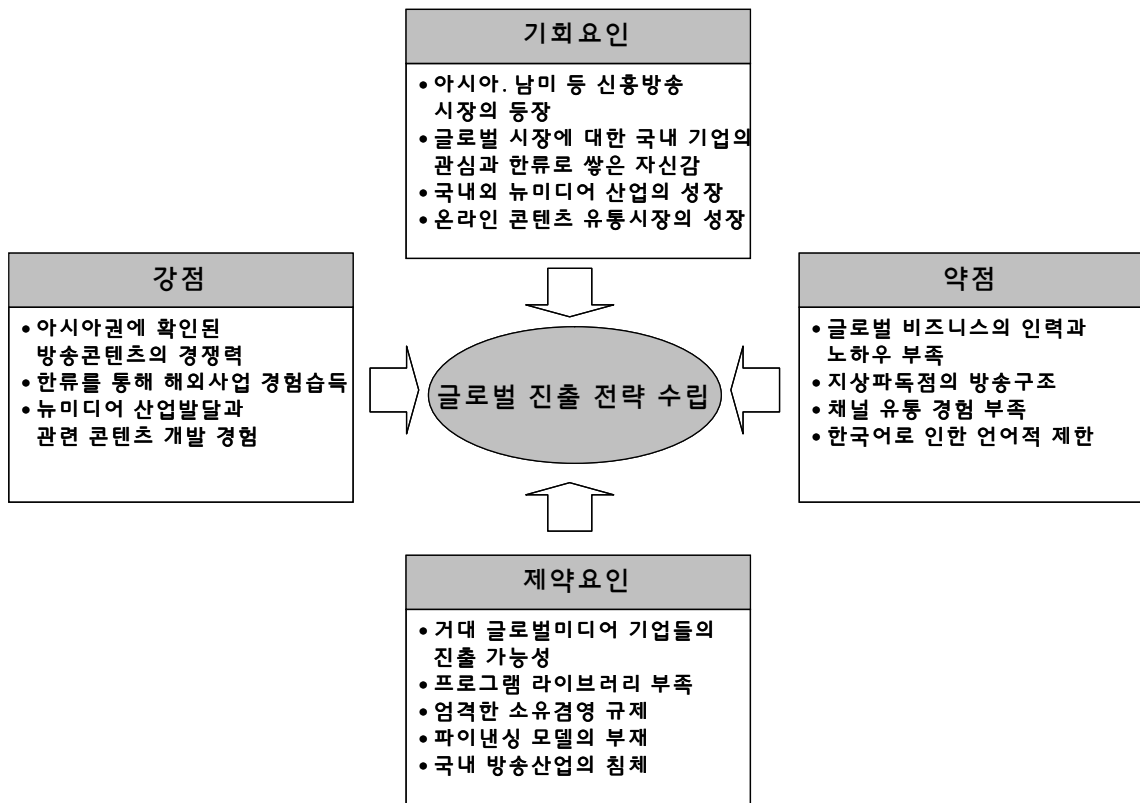 기회요인
• 아시아. 남미 등 신흥방송
시장의 등장
• 글로벌 시장에 대한 국내 기업의
관심과 한류로 쌓은 자신감
• 국내외 뉴미디어 산업의 성장
• 온라인 콘텐츠 유통시장의 성장
강점
• 아시아권에 확인된
방송콘텐츠의 경쟁력
• 한류를 통해 해외사업 경험습득
• 뉴미디어 산업발달과
관련 콘텐츠 개발 경험
글로벌 진출 전략 수립
약점
• 글로벌 비즈니스의 인력과
노하우 부족
• 지상파독점의 방송구조
• 채널 유통 경험 부족
• 한국어로 인한 언어적 제한
제약요인
• 거대 글로벌미디어 기업들의
진출 가능성
• 프로그램 라이브러리 부족
• 엄격한 소유겸영 규제
• 파이낸싱 모델의 부재
• 국내 방송산업의 침체